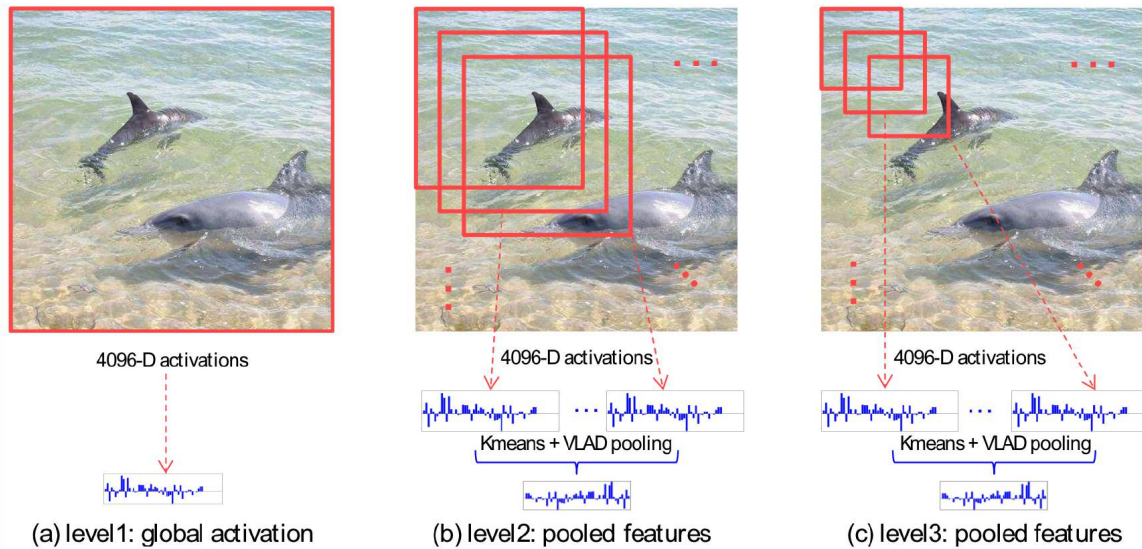 4096-D activations
4096-D activations
4096-D activations
Kmeans + VLAD pooling
Kmeans + VLAD pooling
(a) level1: global activation
(b) level2: pooled features
(c) level3: pooled features